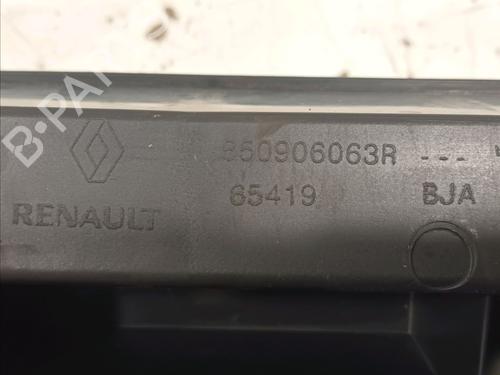 850906063R ---
65419 BJA
RENAULT
B-PA